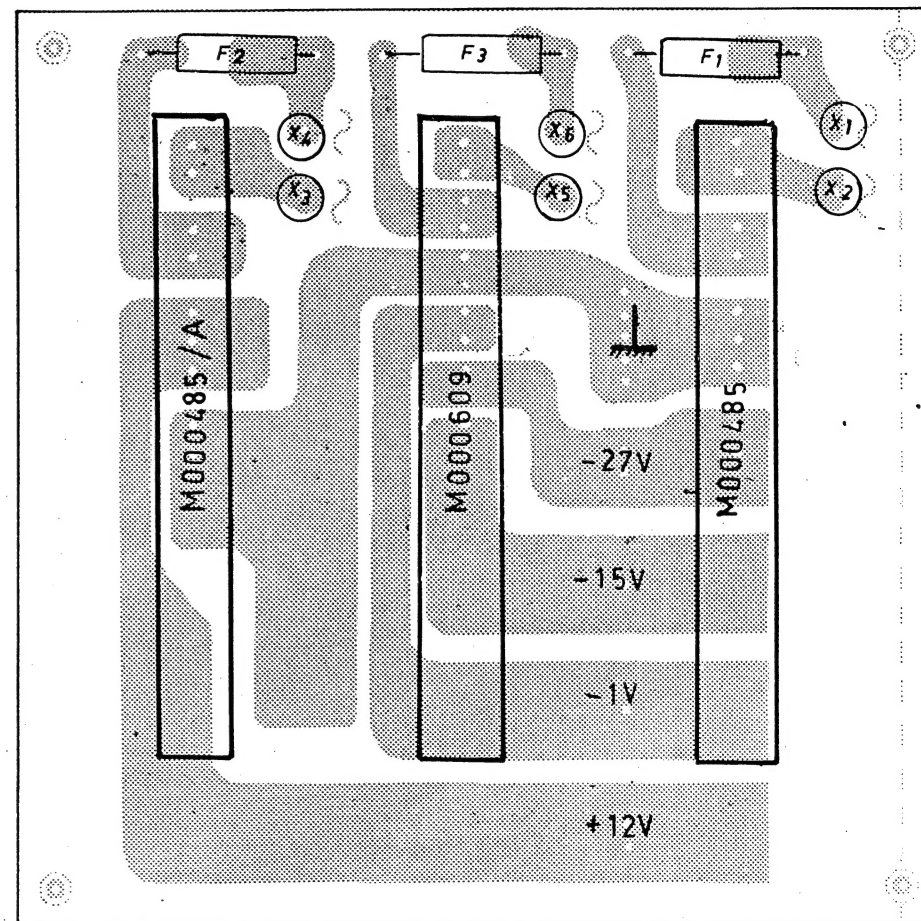 F2
F3
F1
X4
X6
X1
X3
X5
X2
M000485/A
M000609
M000485
-27V
-15V
-1V
+12V